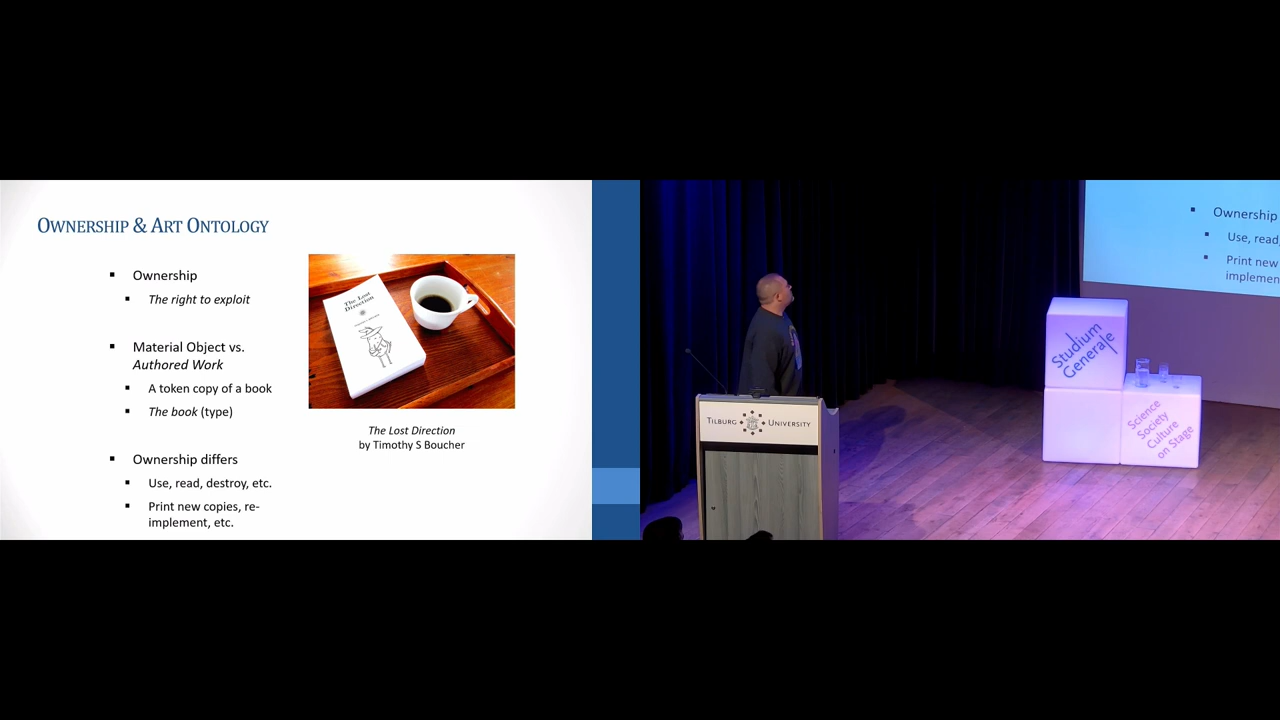 OWNERSHIP & ART ONTOLOGY
▪ Ownership
▪ The right to exploit
▪ Material Object vs.
Authored Work
▪ A token copy of a book
▪ The book (type)
▪ Ownership differs
▪ Use, read, destroy, etc.
▪ Print new copies, re-
implement, etc.
The Lost
Direction
The Lost Direction
by Timothy S Boucher
TILBURG UNIVERSITY
Studium
Generale
Science
Society
Culture
on Stage
▪ Ownership
▪ Use, read,
▪ Print new
implemen